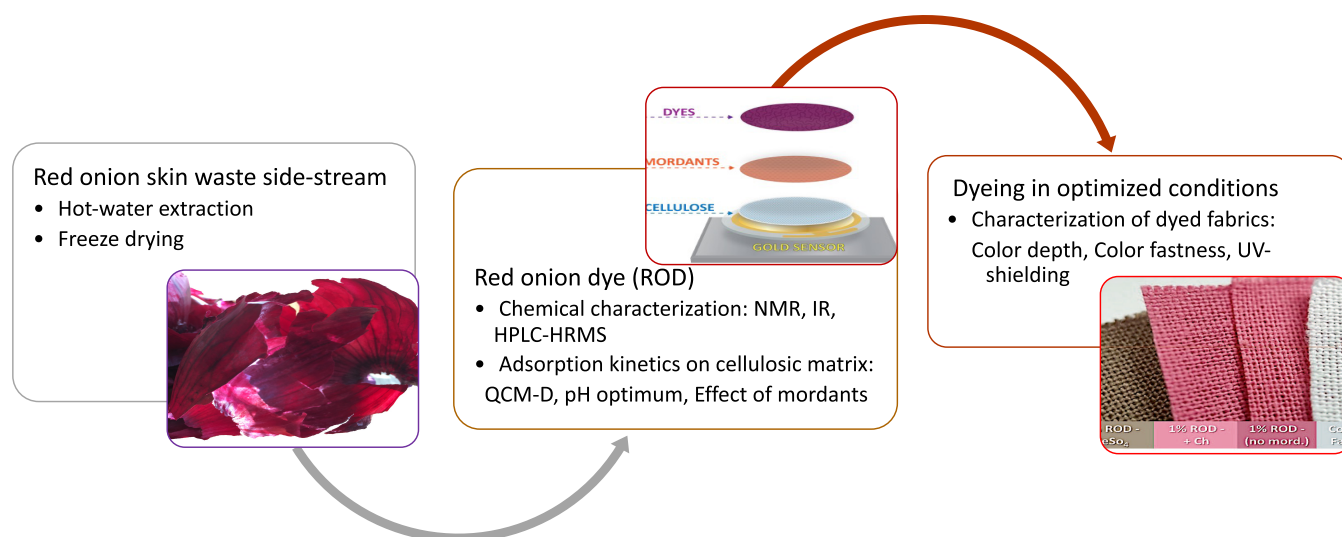 Red onion skin waste side-stream
• Hot-water extraction
• Freeze drying
DYES
MORDANTS
CELLULOSE
GOLD SENSOR
Red onion dye (ROD)
• Chemical characterization: NMR, IR,
HPLC-HRMS
• Adsorption kinetics on cellulosic matrix:
QCM-D, pH optimum, Effect of mordants
Dyeing in optimized conditions
• Characterization of dyed fabrics:
Color depth, Color fastness, UV-
shielding
ROD -
eSo₄
1% ROD -
+ Ch
1% ROD -
(no mord.)